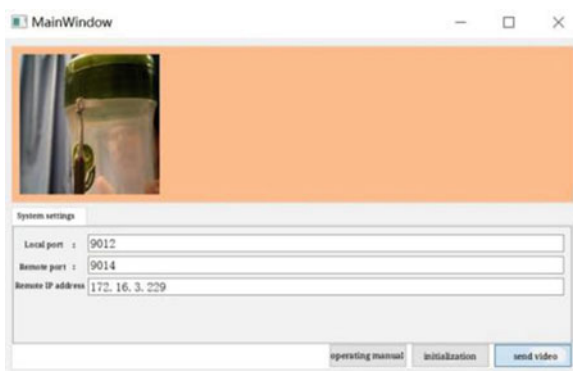 MainWindow
System settings
Local port : 9012
Remote port : 9014
Remote IP address 172. 16. 3. 229
operating manual initialization send video